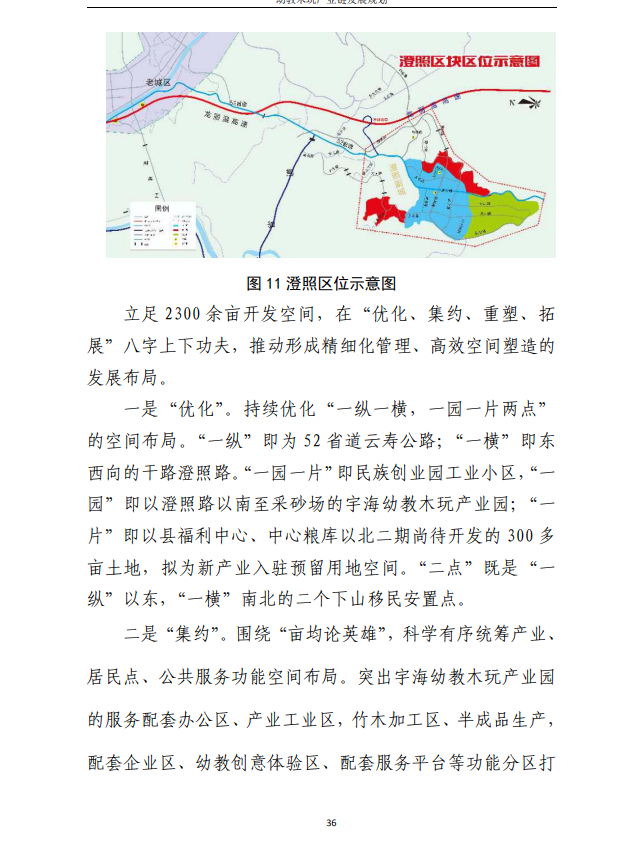 幼教木玩产业链发展规划
澄照区块区位示意图
老城区
龙丽温高速
图例
图 11 澄照区位示意图
立足 2300 余亩开发空间，在“优化、集约、重塑、拓
展”八字上下功夫，推动形成精细化管理、高效空间塑造的
发展布局。
一是“优化”。持续优化“一纵一横，一园一片两点”
的空间布局。“一纵”即为 52 省道云寿公路；“一横”即东
西向的干路澄照路。“一园一片”即民族创业园工业小区，“一
园”即以澄照路以南至采砂场的宇海幼教木玩产业园；“一
片”即以县福利中心、中心粮库以北二期尚待开发的 300 多
亩土地，拟为新产业入驻预留用地空间。“二点”既是“一
纵”以东，“一横”南北的二个下山移民安置点。
二是“集约”。围绕“亩均论英雄”，科学有序统筹产业、
居民点、公共服务功能空间布局。突出宇海幼教木玩产业园
的服务配套办公区、产业工业区，竹木加工区、半成品生产，
配套企业区、幼教创意体验区、配套服务平台等功能分区打
36